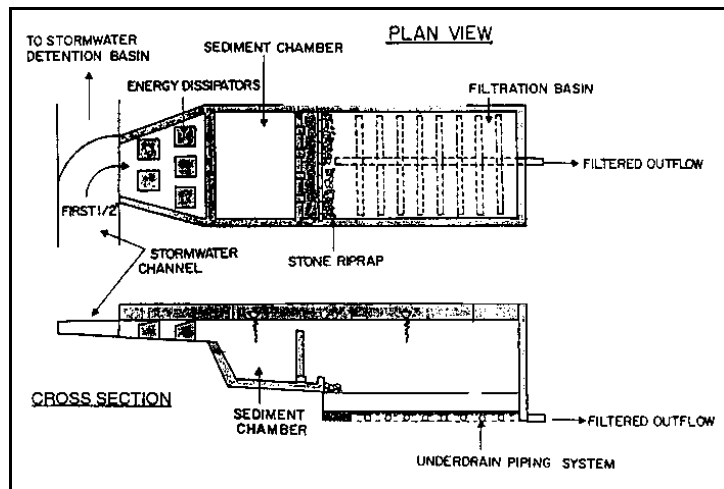 PLAN VIEW
TO STORMWATER
DETENTION BASIN
SEDIMENT
CHAMBER
ENERGY DISSIPATORS
FILTRATION BASIN
FILTERED OUTFLOW
FIRST 1/2
STORMWATER
CHANNEL
STONE RIPRAP
CROSS SECTION
SEDIMENT
CHAMBER
FILTERED OUTFLOW
UNDERDRAIN PIPING SYSTEM